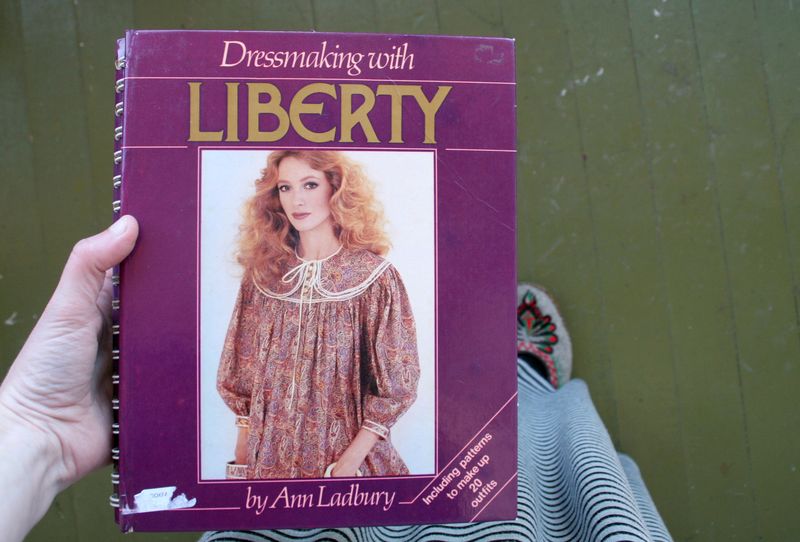 Dressmaking with
LIBERTY
by Ann Ladbury
Including patterns
to make up
20
outfits